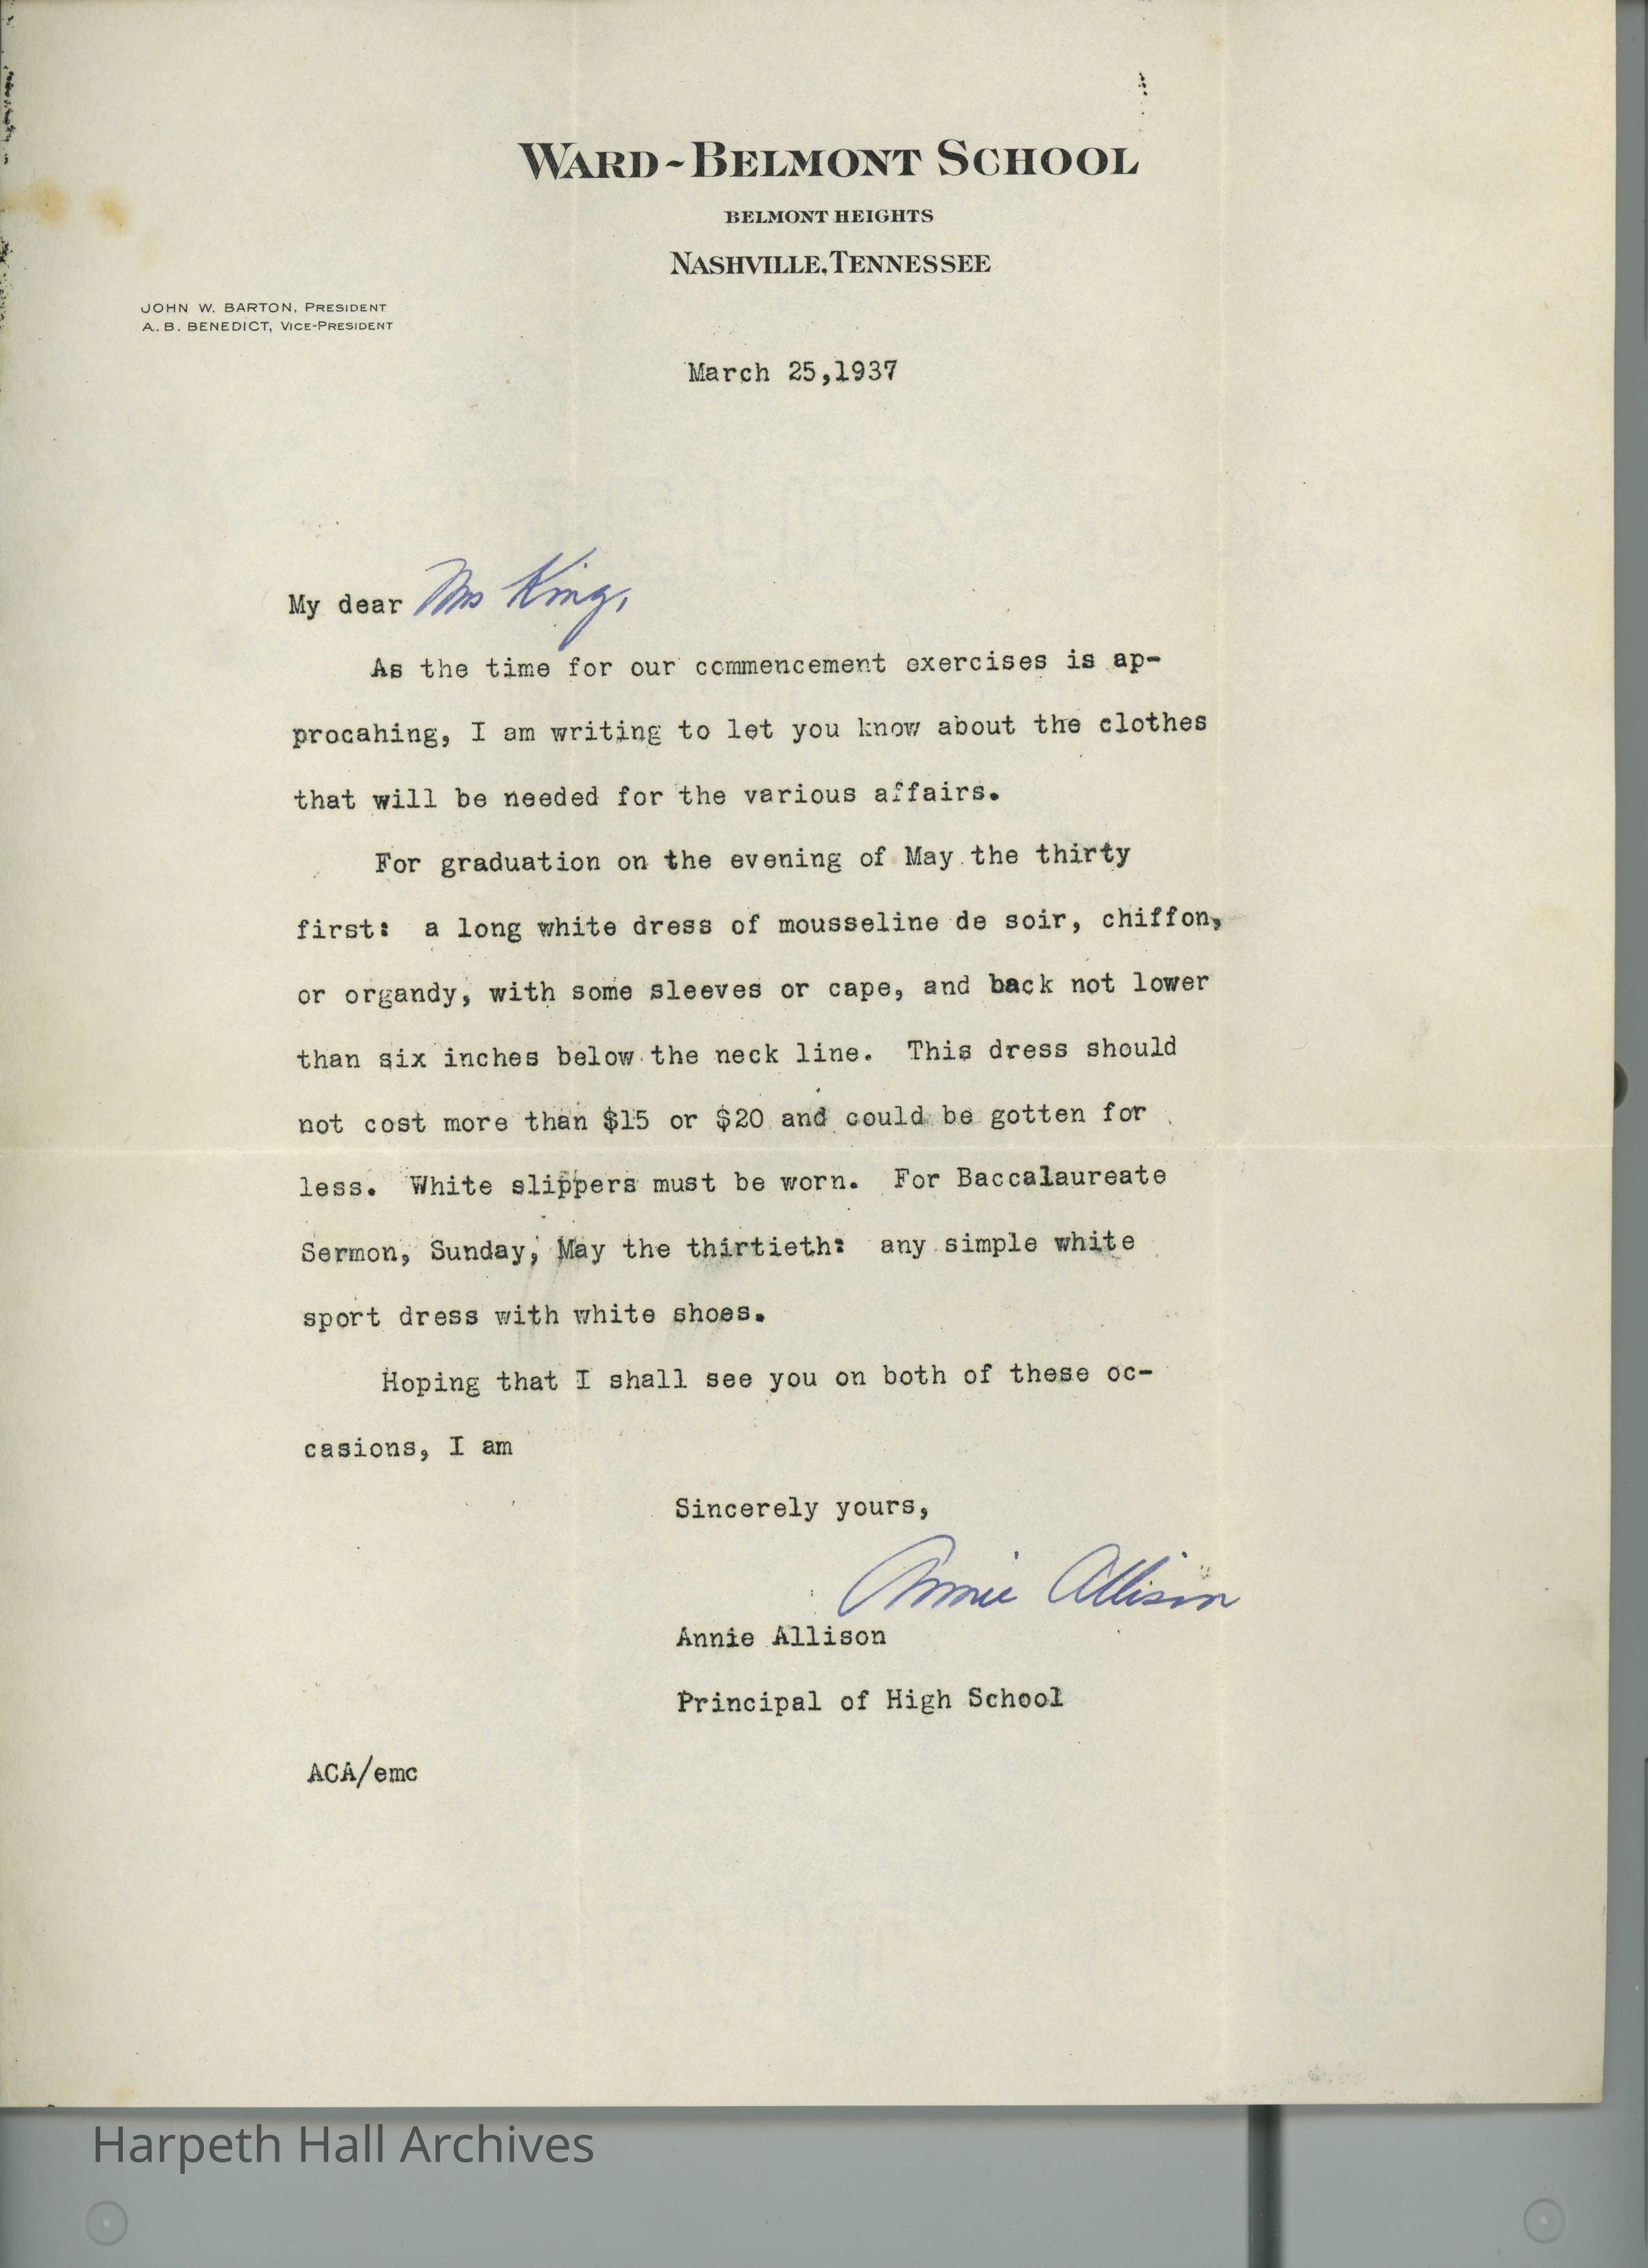 WARD-BELMONT SCHOOL
BELMONT HEIGHTS
NASHVILLE, TENNESSEE
JOHN W. BARTON, PRESIDENT
A. B. BENEDICT, VICE-PRESIDENT
March 25,1937
My dear Mrs King,
As the time for our commencement exercises is ap-
procahing, I am writing to let you know about the clothes
that will be needed for the various affairs.
For graduation on the evening of May the thirty
first: a long white dress of mousseline de soir, chiffon,
or organdy, with some sleeves or cape, and back not lower
than six inches below the neck line. This dress should
not cost more than $15 or $20 and could be gotten for
less. White slippers must be worn. For Baccalaureate
Sermon, Sunday, May the thirtieth: any simple white
sport dress with white shoes.
Hoping that I shall see you on both of these oc-
casions, I am
Sincerely yours,
Annie Allison
Annie Allison
Principal of High School
ACA/emc
Harpeth Hall Archives